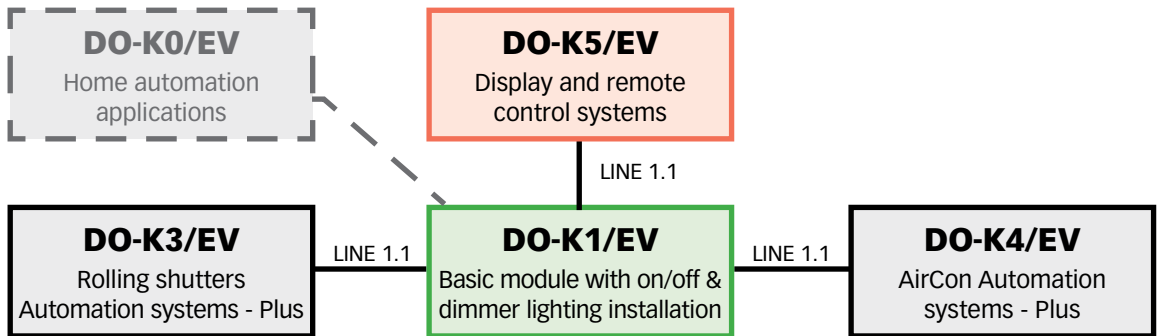 DO-K0/EV
Home automation
applications
DO-K5/EV
Display and remote
control systems
LINE 1.1
DO-K3/EV
Rolling shutters
Automation systems - Plus
LINE 1.1
DO-K1/EV
Basic module with on/off &
dimmer lighting installation
LINE 1.1
DO-K4/EV
AirCon Automation
systems - Plus